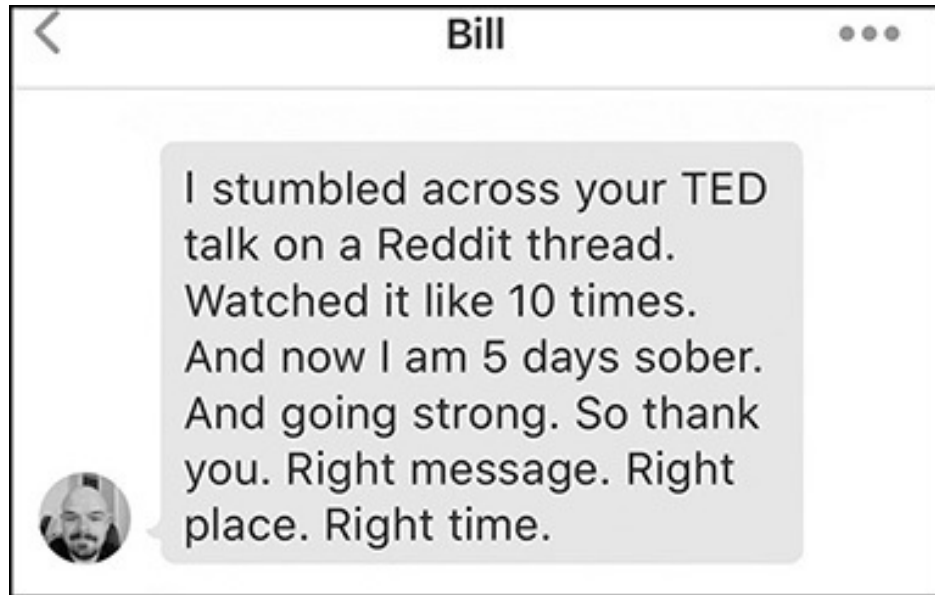 Bill
I stumbled across your TED
talk on a Reddit thread.
Watched it like 10 times.
And now I am 5 days sober.
And going strong. So thank
you. Right message. Right
place. Right time.